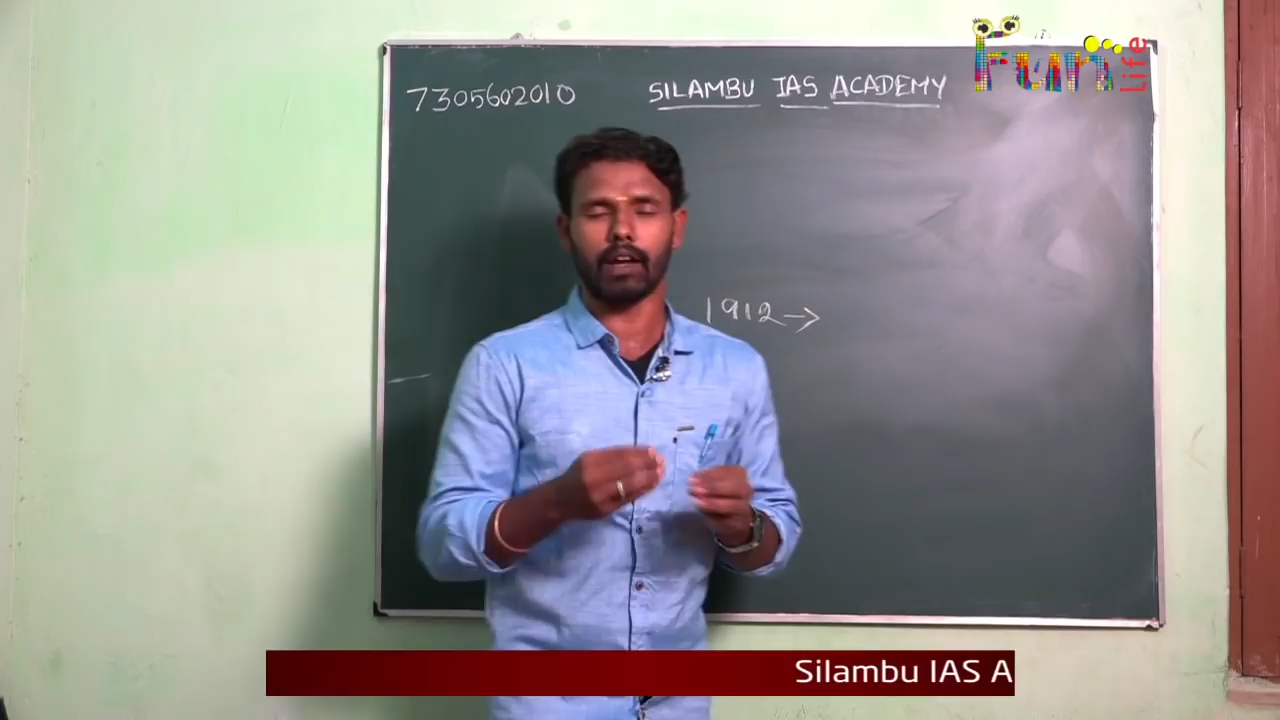 7305602010
SILAMBU IAS ACADEMY
Fun
Life
1912 →
Silambu IAS A